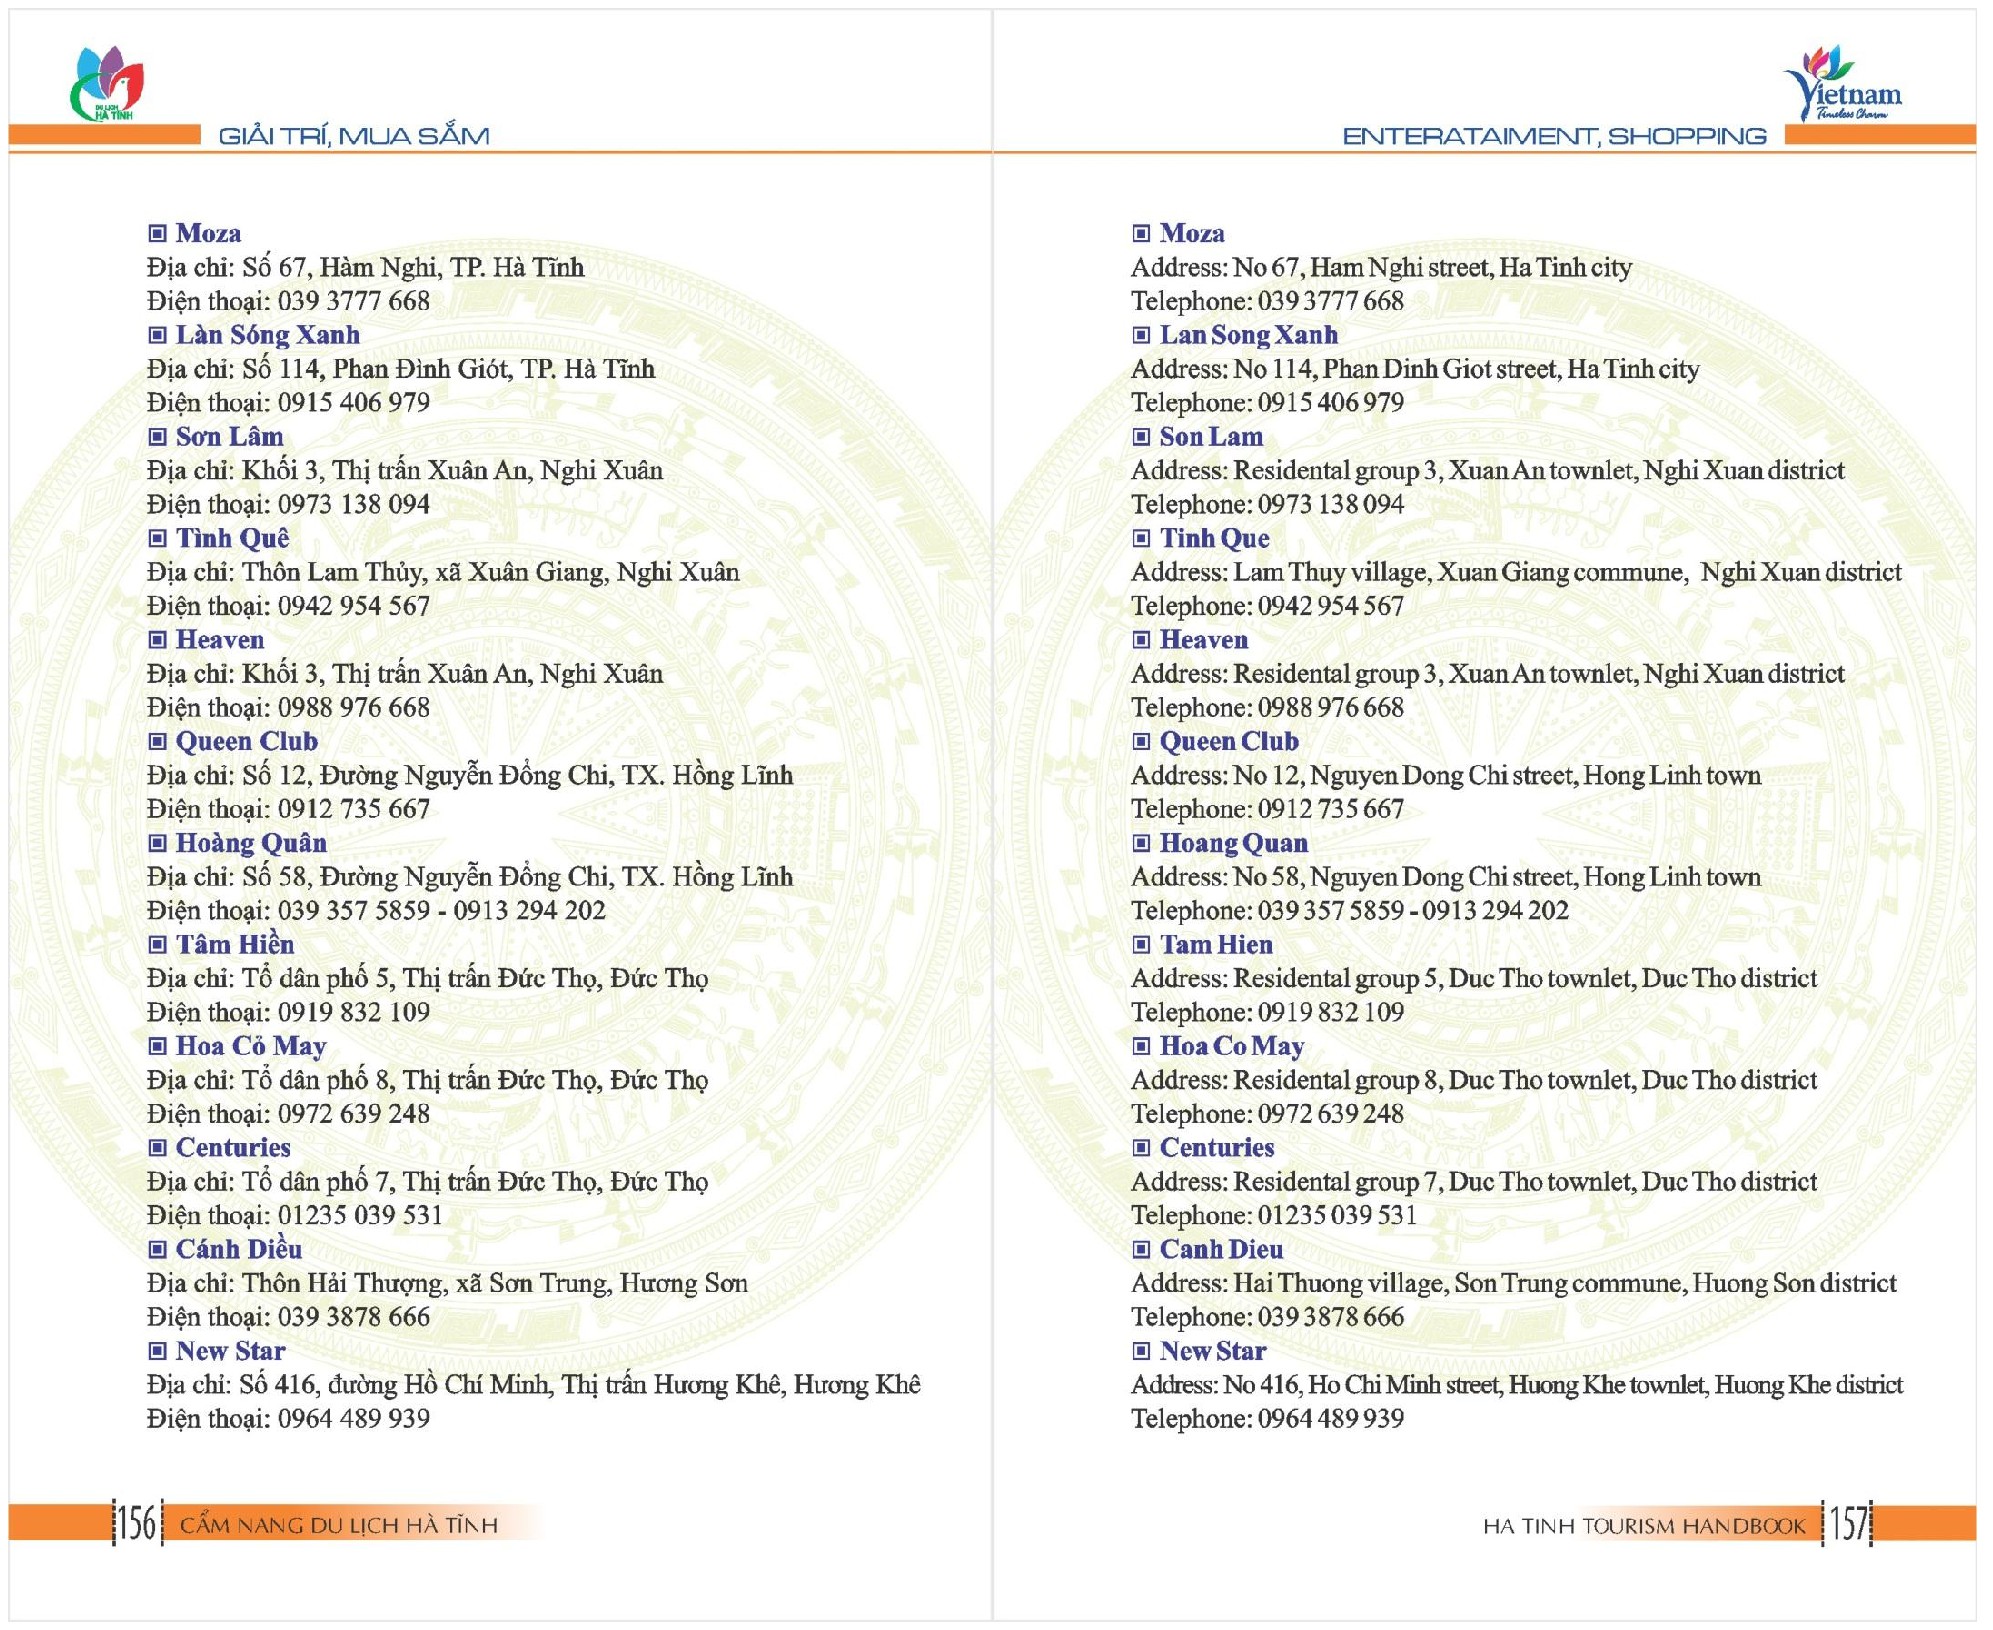 DU LỊCH
HÀ TĨNH
GIẢI TRÍ, MUA SẮM
Moza
Địa chỉ: Số 67, Hàm Nghi, TP. Hà Tĩnh
Điện thoại: 039 3777 668
Làn Sóng Xanh
Địa chỉ: Số 114, Phan Đình Giót, TP. Hà Tĩnh
Điện thoại: 0915 406 979
Sơn Lâm
Địa chỉ: Khối 3, Thị trấn Xuân An, Nghi Xuân
Điện thoại: 0973 138 094
Tình Quê
Địa chỉ: Thôn Lam Thủy, xã Xuân Giang, Nghi Xuân
Điện thoại: 0942 954 567
Heaven
Địa chỉ: Khối 3, Thị trấn Xuân An, Nghi Xuân
Điện thoại: 0988 976 668
Queen Club
Địa chỉ: Số 12, Đường Nguyễn Đổng Chi, TX. Hồng Lĩnh
Điện thoại: 0912 735 667
Hoàng Quân
Địa chỉ: Số 58, Đường Nguyễn Đổng Chi, TX. Hồng Lĩnh
Điện thoại: 039 357 5859 - 0913 294 202
Tâm Hiền
Địa chỉ: Tổ dân phố 5, Thị trấn Đức Thọ, Đức Thọ
Điện thoại: 0919 832 109
Hoa Cỏ May
Địa chỉ: Tổ dân phố 8, Thị trấn Đức Thọ, Đức Thọ
Điện thoại: 0972 639 248
Centuries
Địa chỉ: Tổ dân phố 7, Thị trấn Đức Thọ, Đức Thọ
Điện thoại: 01235 039 531
Cánh Diều
Địa chỉ: Thôn Hải Thượng, xã Sơn Trung, Hương Sơn
Điện thoại: 039 3878 666
New Star
Địa chỉ: Số 416, đường Hồ Chí Minh, Thị trấn Hương Khê, Hương Khê
Điện thoại: 0964 489 939
156 CẨM NANG DU LỊCH HÀ TĨNH
Vietnam
Timeless Charm
ENTERATAIMENT, SHOPPING
Moza
Address: No 67, Ham Nghi street, Ha Tinh city
Telephone: 039 3777 668
Lan Song Xanh
Address: No 114, Phan Dinh Giot street, Ha Tinh city
Telephone: 0915 406 979
Son Lam
Address: Residental group 3, Xuan An townlet, Nghi Xuan district
Telephone: 0973 138 094
Tinh Que
Address: Lam Thuy village, Xuan Giang commune, Nghi Xuan district
Telephone: 0942 954 567
Heaven
Address: Residental group 3, Xuan An townlet, Nghi Xuan district
Telephone: 0988 976 668
Queen Club
Address: No 12, Nguyen Dong Chi street, Hong Linh town
Telephone: 0912 735 667
Hoang Quan
Address: No 58, Nguyen Dong Chi street, Hong Linh town
Telephone: 039 357 5859 - 0913 294 202
Tam Hien
Address: Residental group 5, Duc Tho townlet, Duc Tho district
Telephone: 0919 832 109
Hoa Co May
Address: Residental group 8, Duc Tho townlet, Duc Tho district
Telephone: 0972 639 248
Centuries
Address: Residental group 7, Duc Tho townlet, Duc Tho district
Telephone: 01235 039 531
Canh Dieu
Address: Hai Thuong village, Son Trung commune, Huong Son district
Telephone: 039 3878 666
New Star
Address: No 416, Ho Chi Minh street, Huong Khe townlet, Huong Khe district
Telephone: 0964 489 939
HA TINH TOURISM HANDBOOK 157